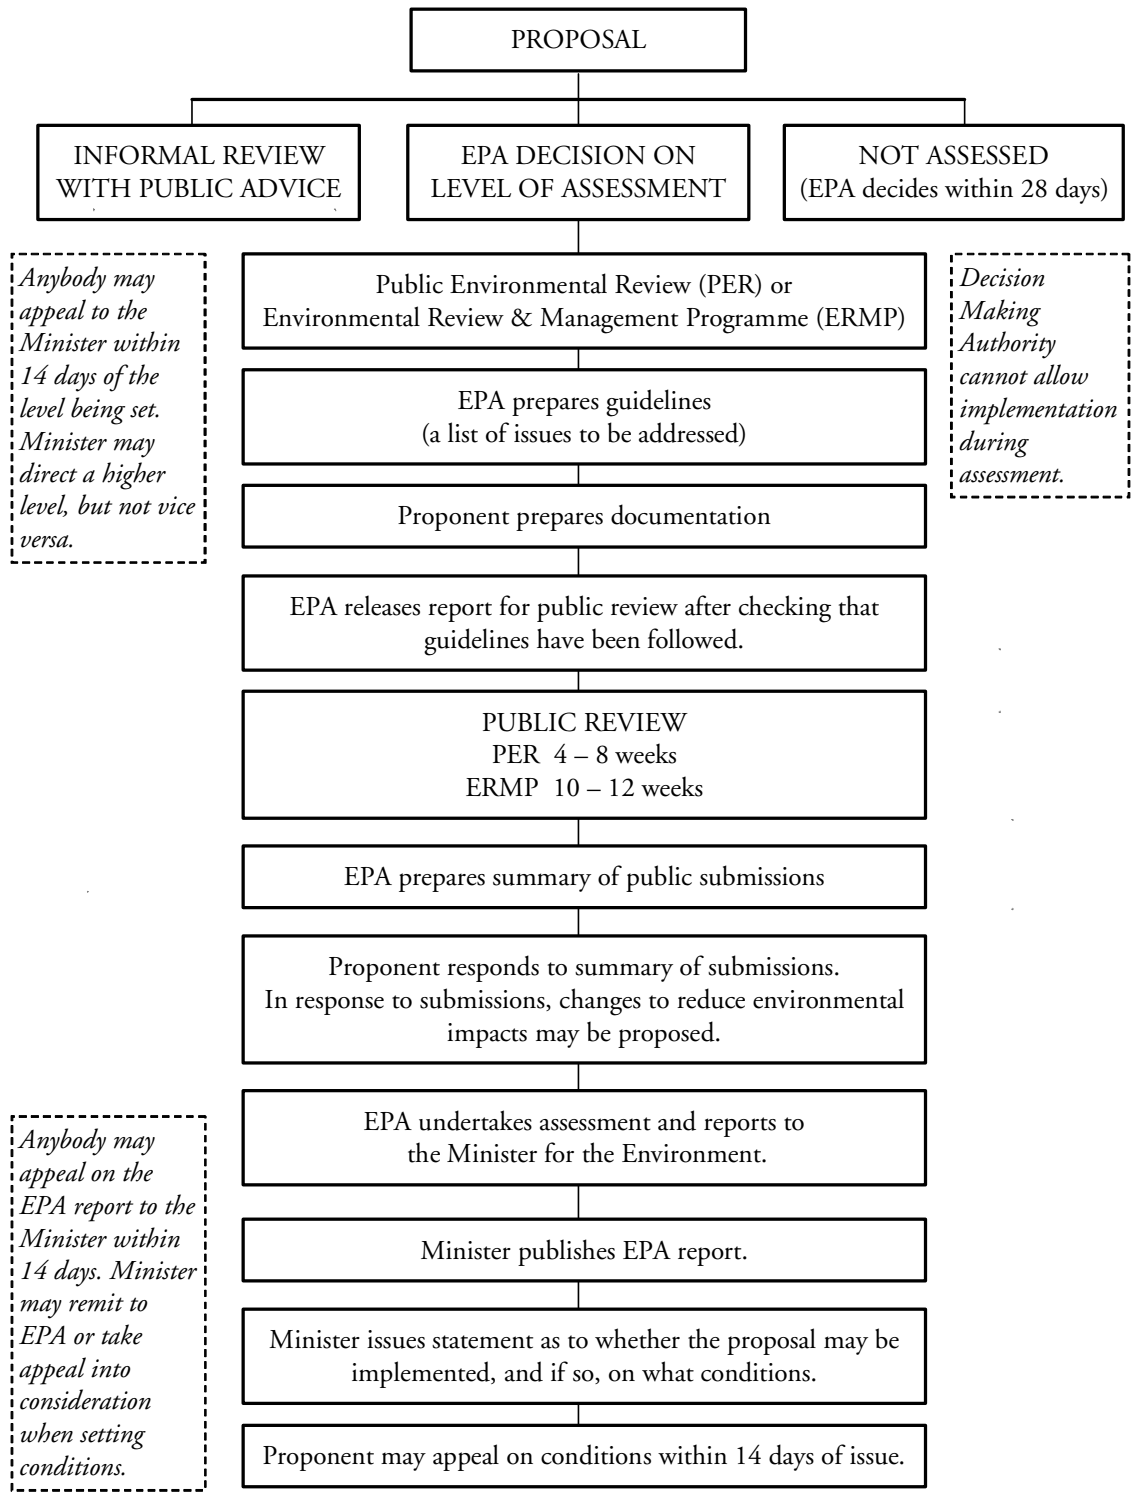 PROPOSAL
INFORMAL REVIEW
WITH PUBLIC ADVICE
EPA DECISION ON
LEVEL OF ASSESSMENT
NOT ASSESSED
(EPA decides within 28 days)
Anybody may
appeal to the
Minister within
14 days of the
level being set.
Minister may
direct a higher
level, but not vice
versa.
Public Environmental Review (PER) or
Environmental Review & Management Programme (ERMP)
Decision
Making
Authority
cannot allow
implementation
during
assessment.
EPA prepares guidelines
(a list of issues to be addressed)
Proponent prepares documentation
EPA releases report for public review after checking that
guidelines have been followed.
PUBLIC REVIEW
PER 4 – 8 weeks
ERMP 10 – 12 weeks
EPA prepares summary of public submissions
Proponent responds to summary of submissions.
In response to submissions, changes to reduce environmental
impacts may be proposed.
EPA undertakes assessment and reports to
the Minister for the Environment.
Anybody may
appeal on the
EPA report to the
Minister within
14 days. Minister
may remit to
EPA or take
appeal into
consideration
when setting
conditions.
Minister publishes EPA report.
Minister issues statement as to whether the proposal may be
implemented, and if so, on what conditions.
Proponent may appeal on conditions within 14 days of issue.